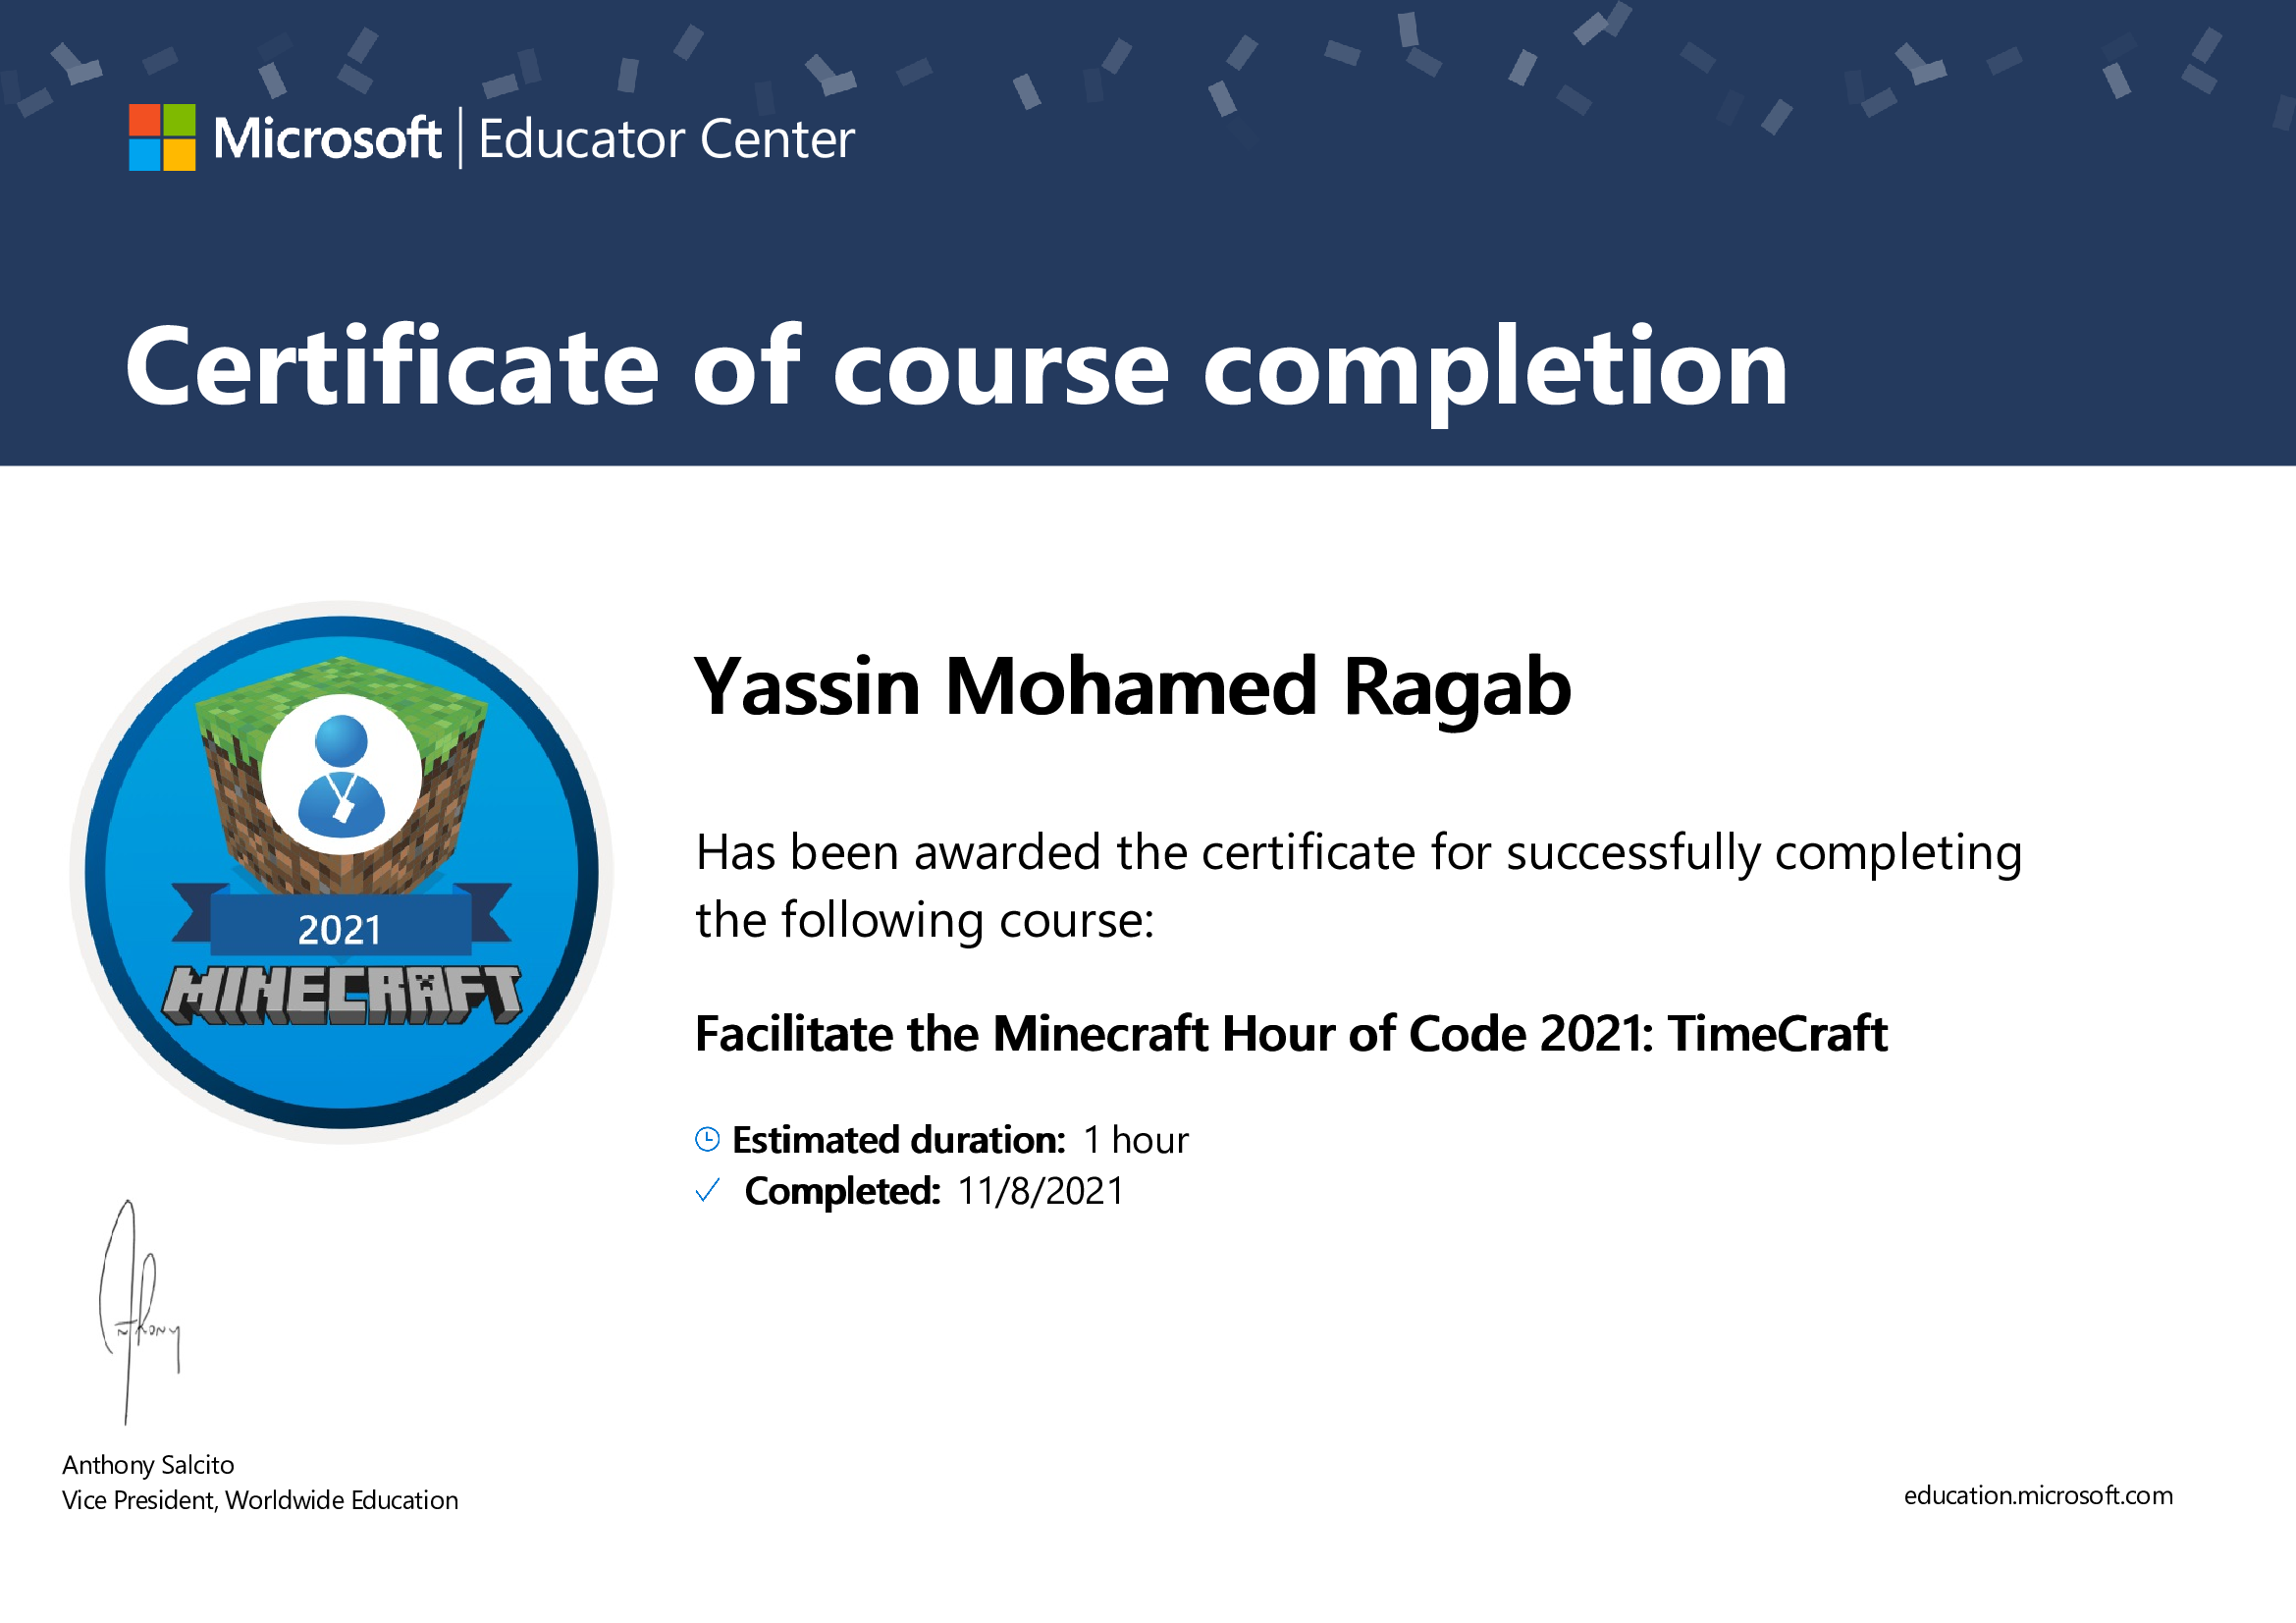 Microsoft | Educator Center
Certificate of course completion
2021
MINECRAFT
Yassin Mohamed Ragab
Has been awarded the certificate for successfully completing
the following course:
Facilitate the Minecraft Hour of Code 2021: TimeCraft
Estimated duration: 1 hour
Completed: 11/8/2021
Anthony
Anthony Salcito
Vice President, Worldwide Education
education.microsoft.com